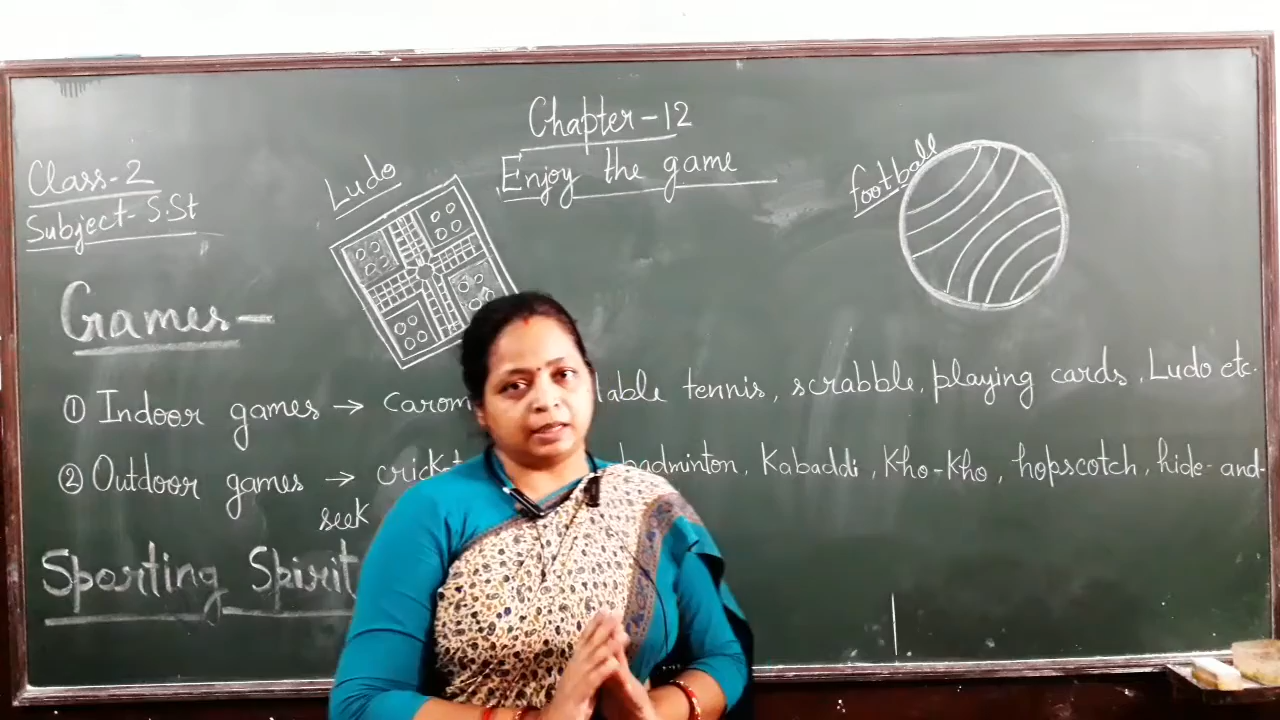 Chapter-12
Enjoy the game
Class-2
Subject-S.St
Ludo
football
Games-
① Indoor games → carom table tennis, scrabble, playing cards, Ludo etc.
② Outdoor games → badminton, Kabaddi, Kho-Kho, hopscotch, hide-and-
seek
Sporting Spirit